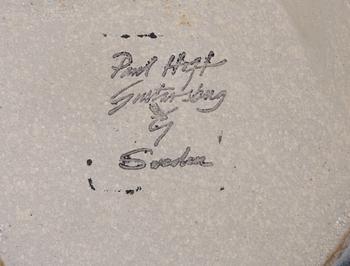 Paul Hoff
Gustavsberg
G
Sweden